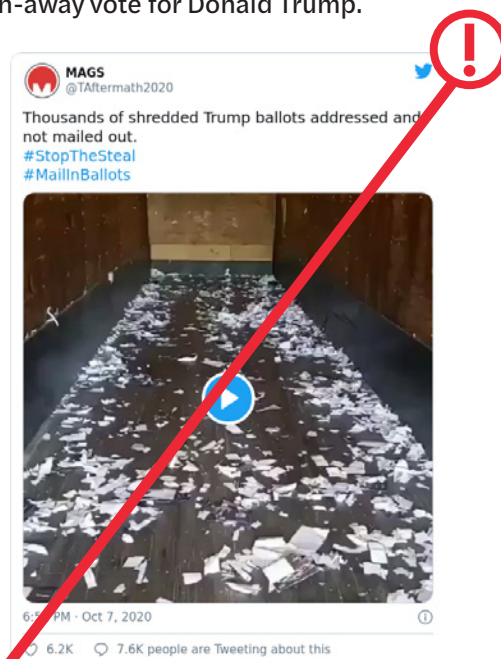 n-away vote for Donald Trump.
MAGS
@TAftermath2020
Thousands of shredded Trump ballots addressed and
not mailed out.
#StopTheSteal
#MailInBallots
PM · Oct 7, 2020
6.2K 7.6K people are Tweeting about this